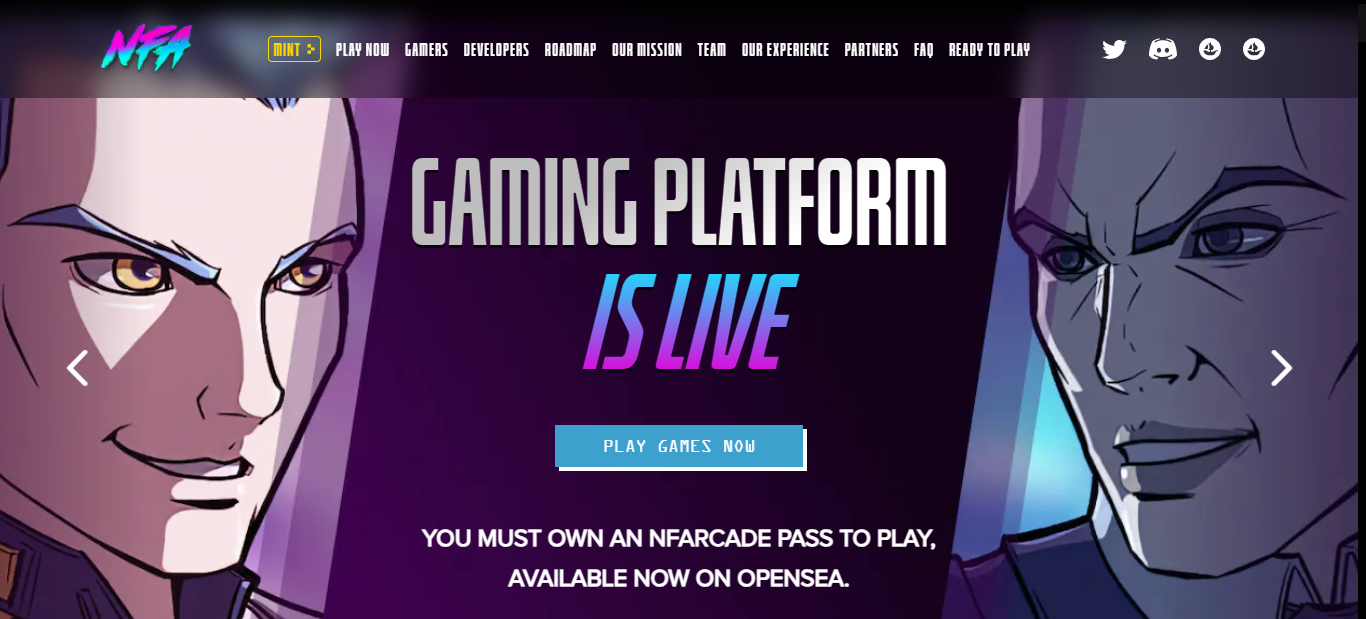 NFA
MINT >
PLAY NOW
GAMERS
DEVELOPERS
ROADMAP
OUR MISSION
TEAM
OUR EXPERIENCE
PARTNERS
FAQ
READY TO PLAY
GAMING PLATFORM
IS LIVE
PLAY GAMES NOW
YOU MUST OWN AN NFARCADE PASS TO PLAY,
AVAILABLE NOW ON OPENSEA.